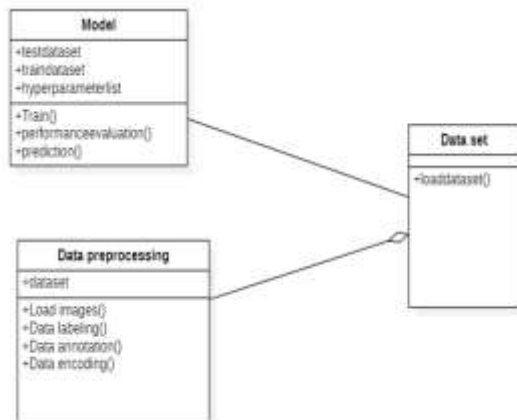 Model
+testdataset
+traindataset
+hyperparameterlist
+Train()
+performanceevaluation()
+prediction()
Data set
+loaddataset()
Data preprocessing
+dataset
+Load images()
+Data labeling()
+Data annotation()
+Data encoding()